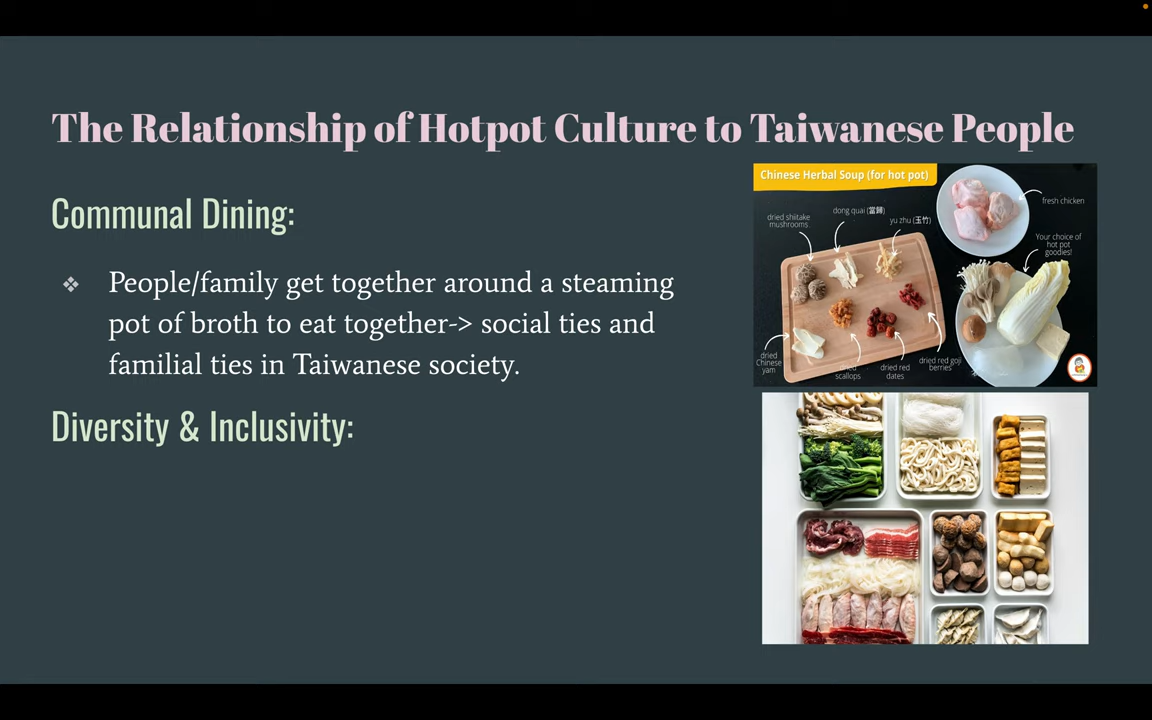 The Relationship of Hotpot Culture to Taiwanese People
Communal Dining:
❖ People/family get together around a steaming
pot of broth to eat together-> social ties and
familial ties in Taiwanese society.
Diversity & Inclusivity:
Chinese Herbal Soup (for hot pot)
dried shiitake
mushrooms
dong quai (當歸)
yu zhu (玉竹)
fresh chicken
Your choice of
hot pot
goodies!
dried
Chinese
yam
scallops
dried red
dates
dried red goji
berries